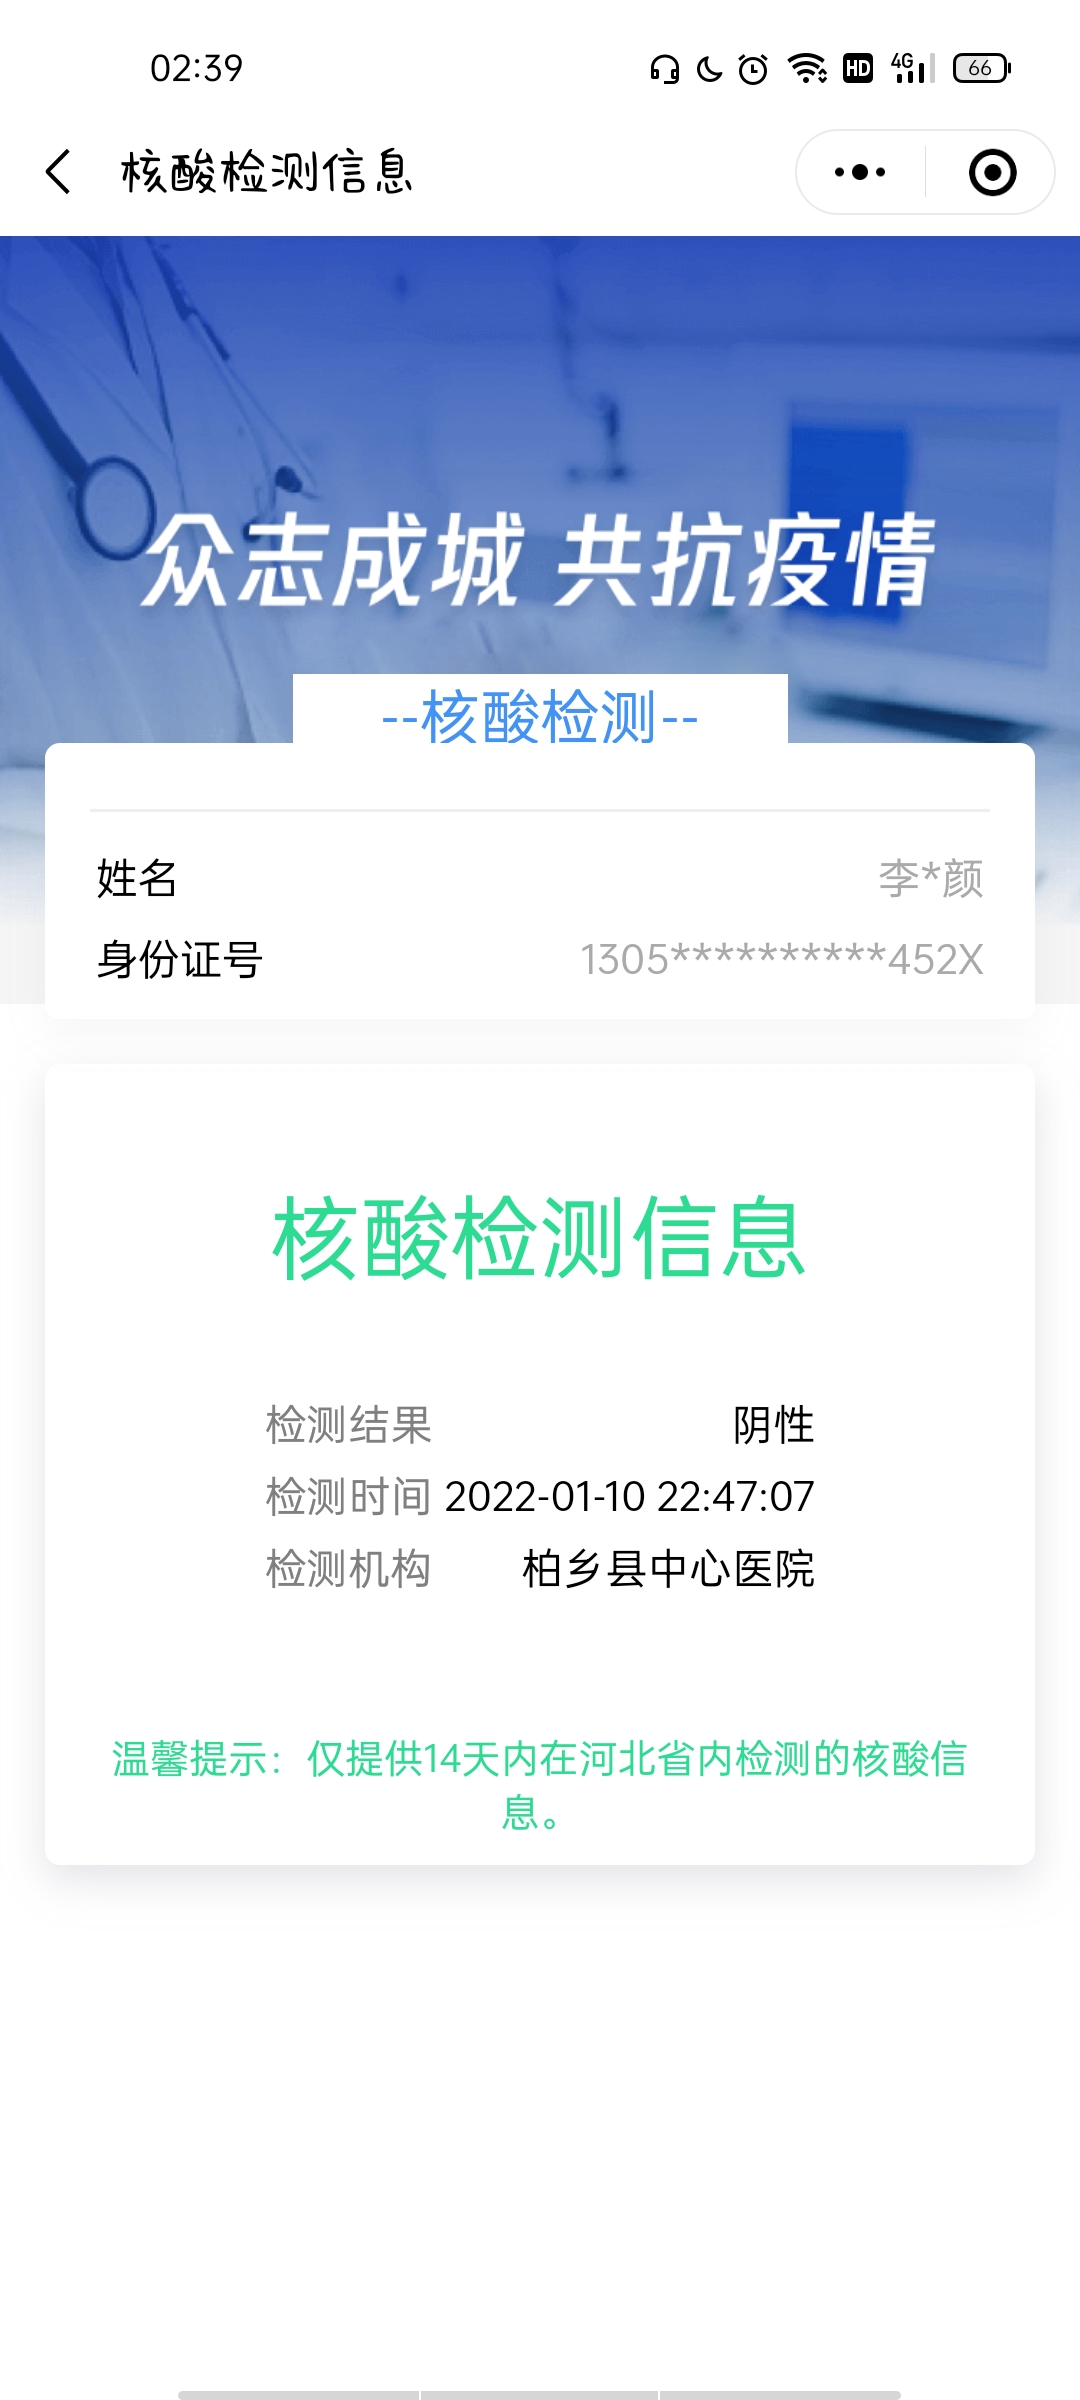 02:39
HD 4G 66
核酸检测信息
众志成城 共抗疫情
--核酸检测--
姓名 李*颜
身份证号 1305**********452X
核酸检测信息
检测结果 阴性
检测时间 2022-01-10 22:47:07
检测机构 柏乡县中心医院
温馨提示：仅提供14天内在河北省内检测的核酸信
息。